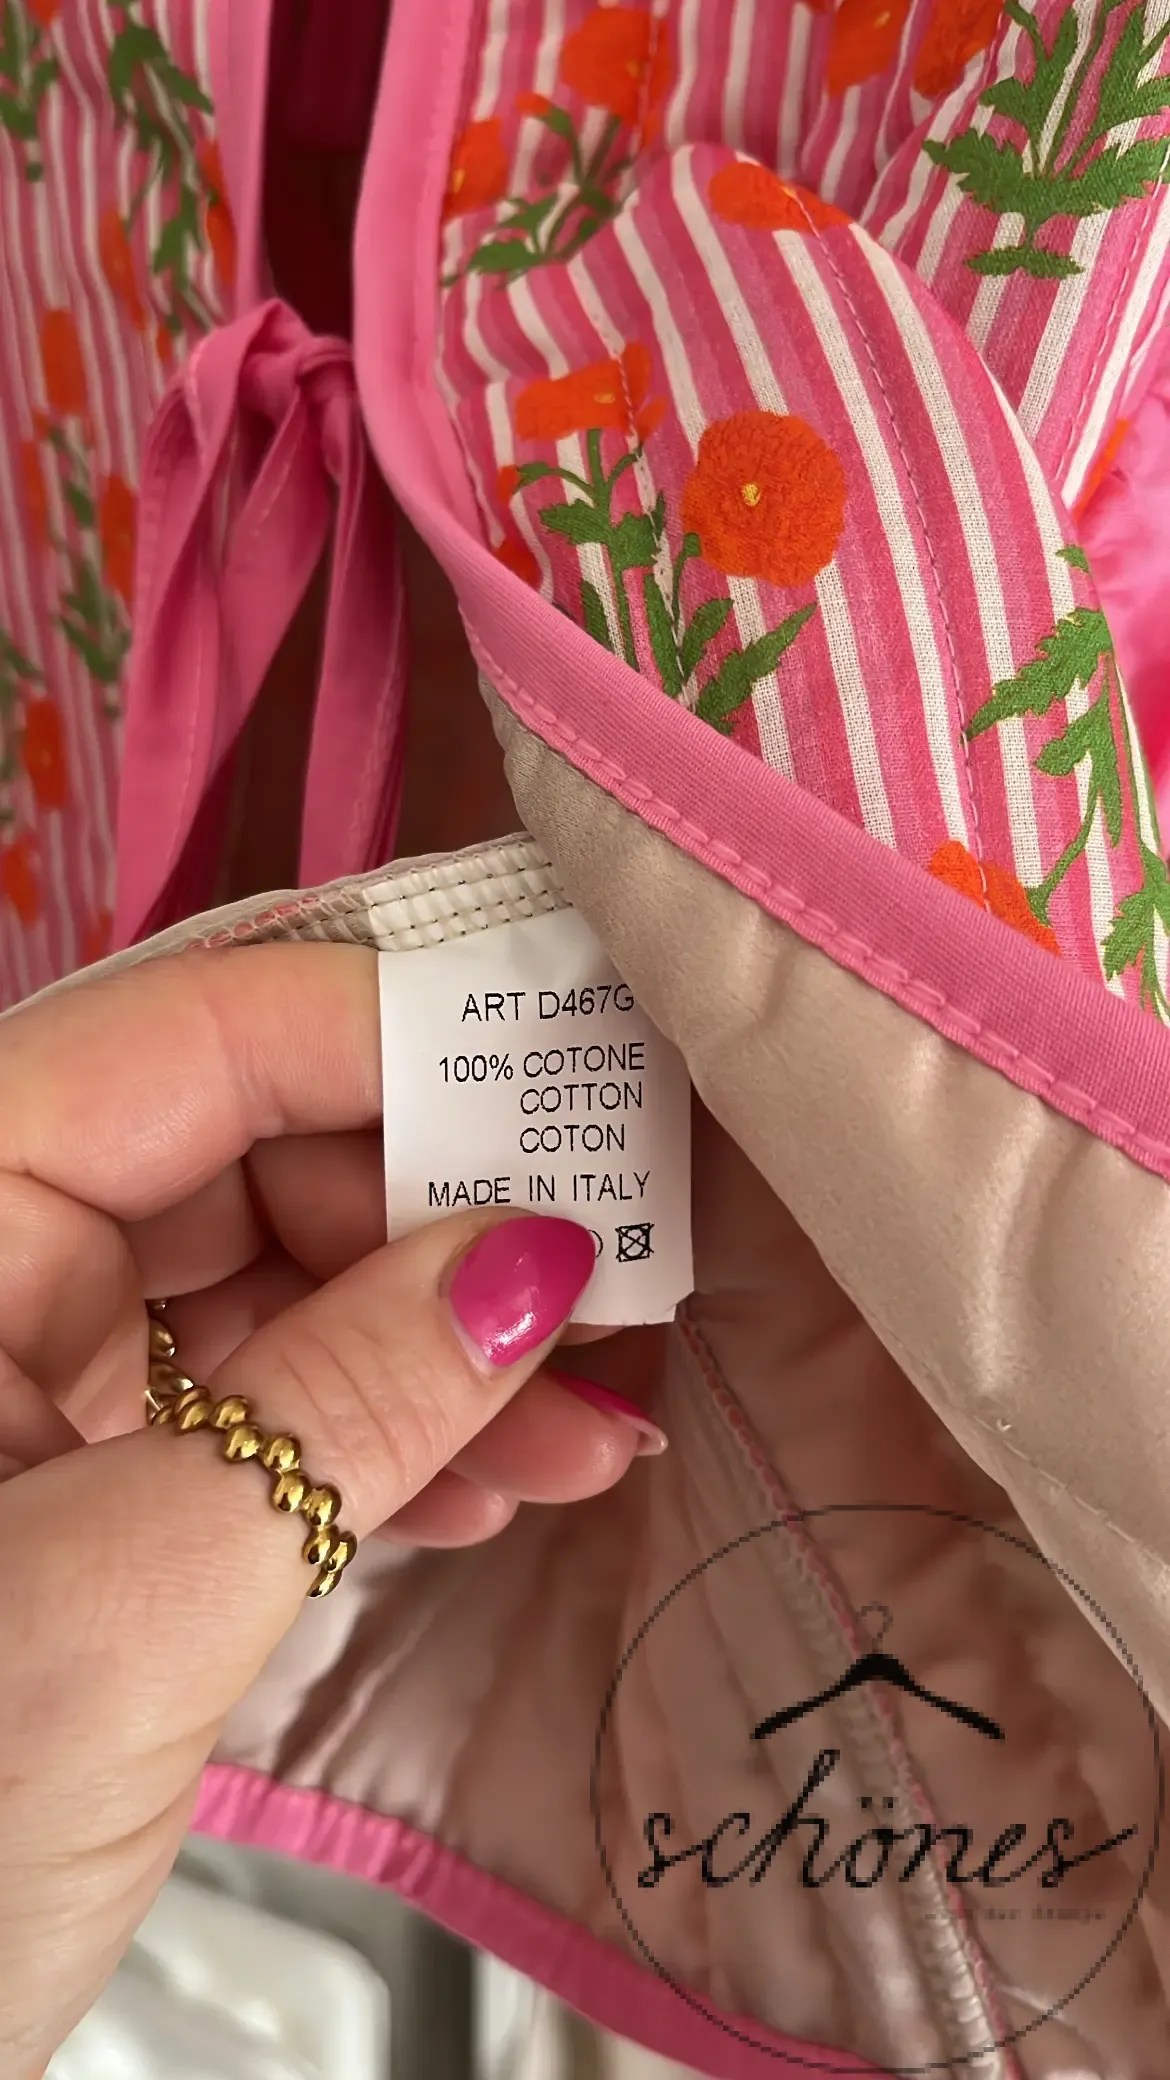 ART D467G
100% COTONE
COTTON
COTON
MADE IN ITALY
schönes